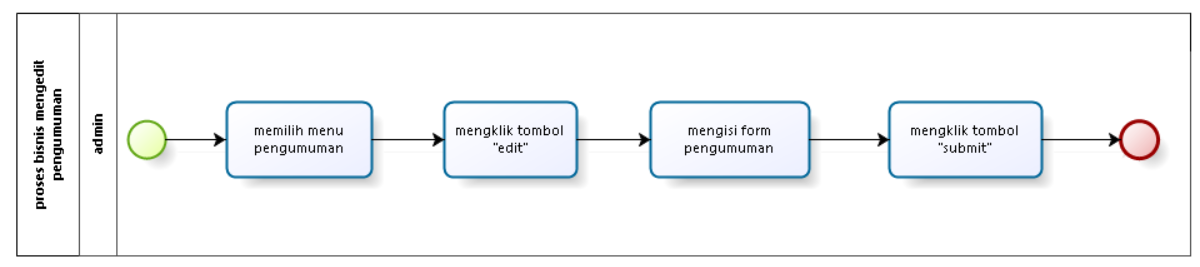 proses bisnis mengedit
pengumuman
admin
memilih menu
pengumuman
mengklik tombol
"edit"
mengisi form
pengumuman
mengklik tombol
"submit"